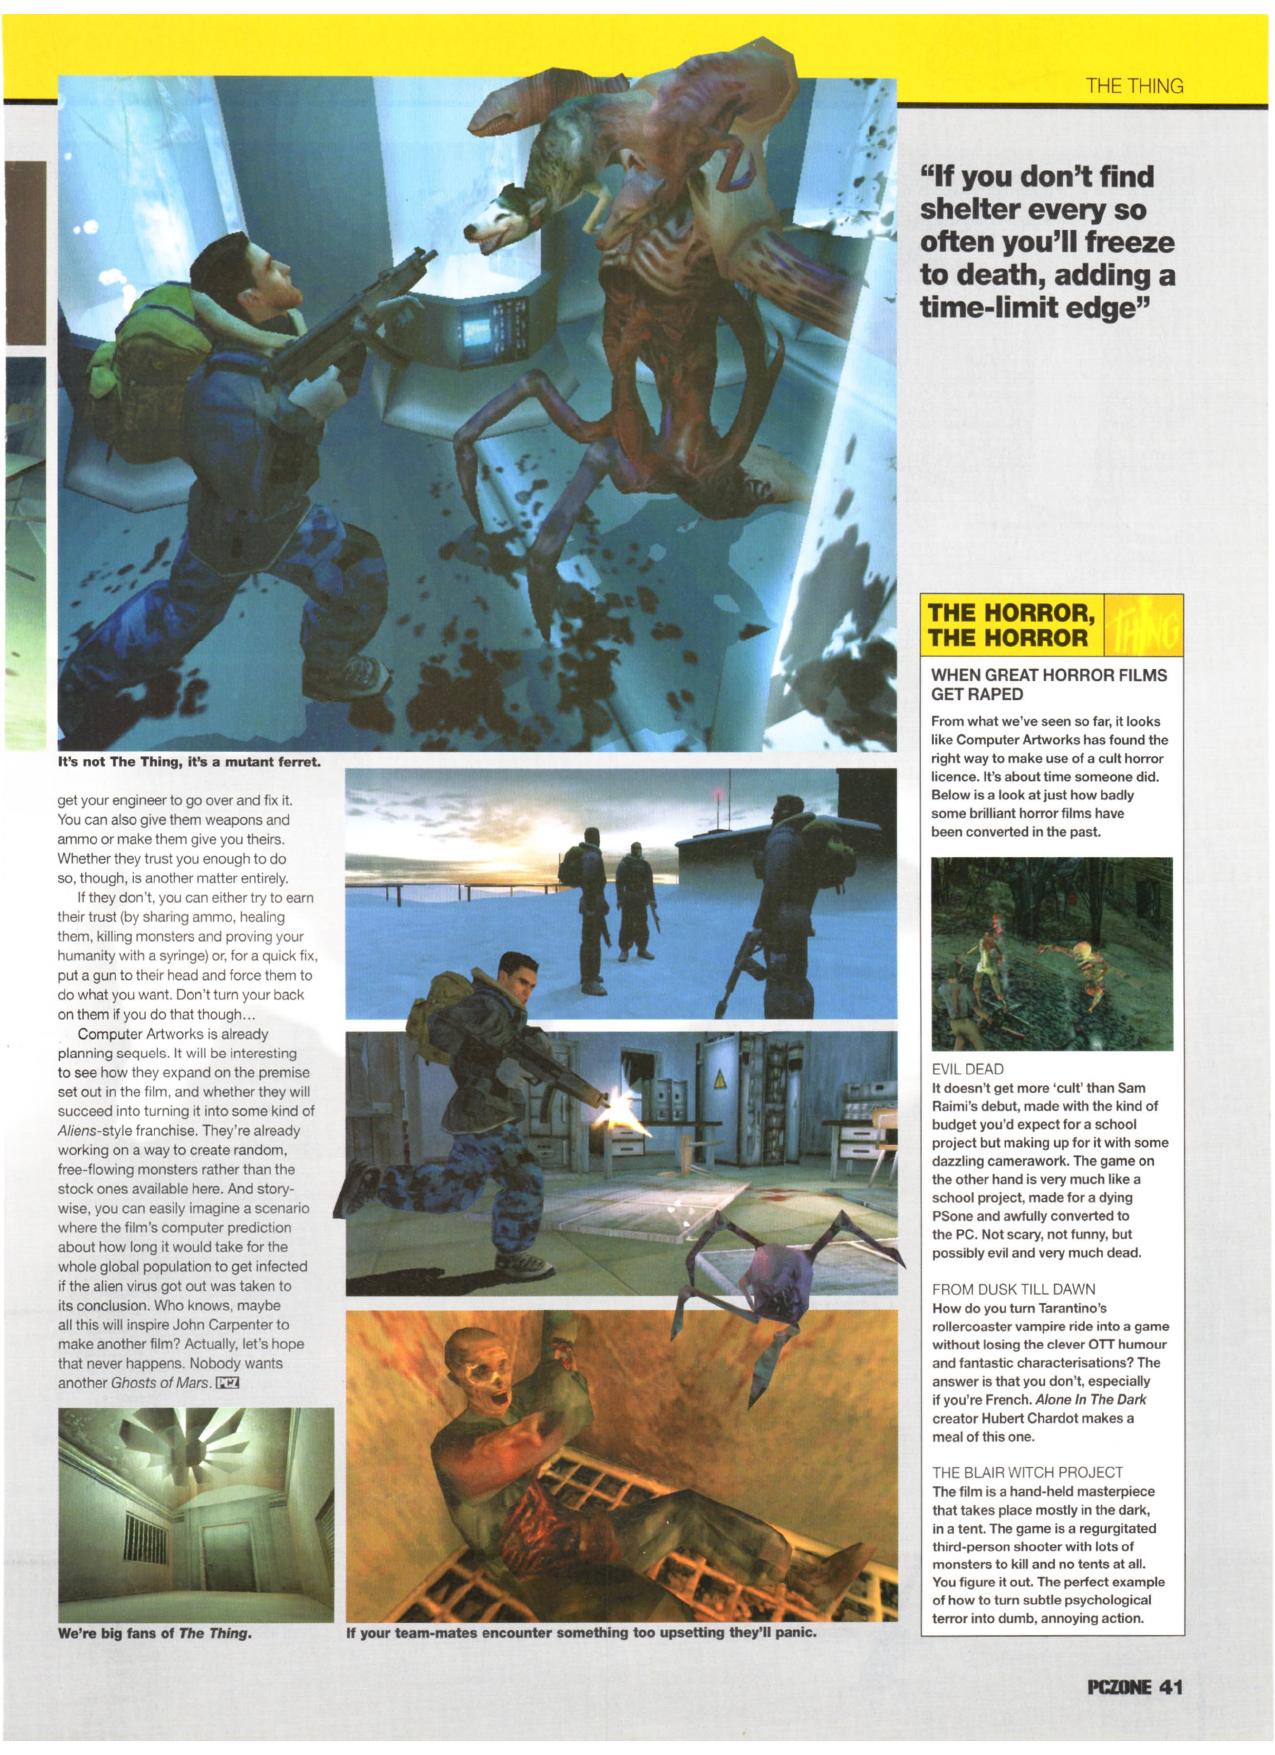 THE THING
"If you don't find
shelter every so
often you'll freeze
to death, adding a
time-limit edge"
It's not The Thing, it's a mutant ferret.
get your engineer to go over and fix it.
You can also give them weapons and
ammo or make them give you theirs.
Whether they trust you enough to do
so, though, is another matter entirely.
If they don't, you can either try to earn
their trust (by sharing ammo, healing
them, killing monsters and proving your
humanity with a syringe) or, for a quick fix,
put a gun to their head and force them to
do what you want. Don't turn your back
on them if you do that though...
Computer Artworks is already
planning sequels. It will be interesting
to see how they expand on the premise
set out in the film, and whether they will
succeed into turning it into some kind of
Aliens-style franchise. They're already
working on a way to create random,
free-flowing monsters rather than the
stock ones available here. And story-
wise, you can easily imagine a scenario
where the film's computer prediction
about how long it would take for the
whole global population to get infected
if the alien virus got out was taken to
its conclusion. Who knows, maybe
all this will inspire John Carpenter to
make another film? Actually, let's hope
that never happens. Nobody wants
another Ghosts of Mars. PCZ
We're big fans of The Thing.
If your team-mates encounter something too upsetting they'll panic.
THE HORROR,
THE HORROR
THING
WHEN GREAT HORROR FILMS
GET RAPED
From what we've seen so far, it looks
like Computer Artworks has found the
right way to make use of a cult horror
licence. It's about time someone did.
Below is a look at just how badly
some brilliant horror films have
been converted in the past.
EVIL DEAD
It doesn't get more 'cult' than Sam
Raimi's debut, made with the kind of
budget you'd expect for a school
project but making up for it with some
dazzling camerawork. The game on
the other hand is very much like a
school project, made for a dying
PSone and awfully converted to
the PC. Not scary, not funny, but
possibly evil and very much dead.
FROM DUSK TILL DAWN
How do you turn Tarantino's
rollercoaster vampire ride into a game
without losing the clever OTT humour
and fantastic characterisations? The
answer is that you don't, especially
if you're French. Alone In The Dark
creator Hubert Chardot makes a
meal of this one.
THE BLAIR WITCH PROJECT
The film is a hand-held masterpiece
that takes place mostly in the dark,
in a tent. The game is a regurgitated
third-person shooter with lots of
monsters to kill and no tents at all.
You figure it out. The perfect example
of how to turn subtle psychological
terror into dumb, annoying action.
PCZONE 41